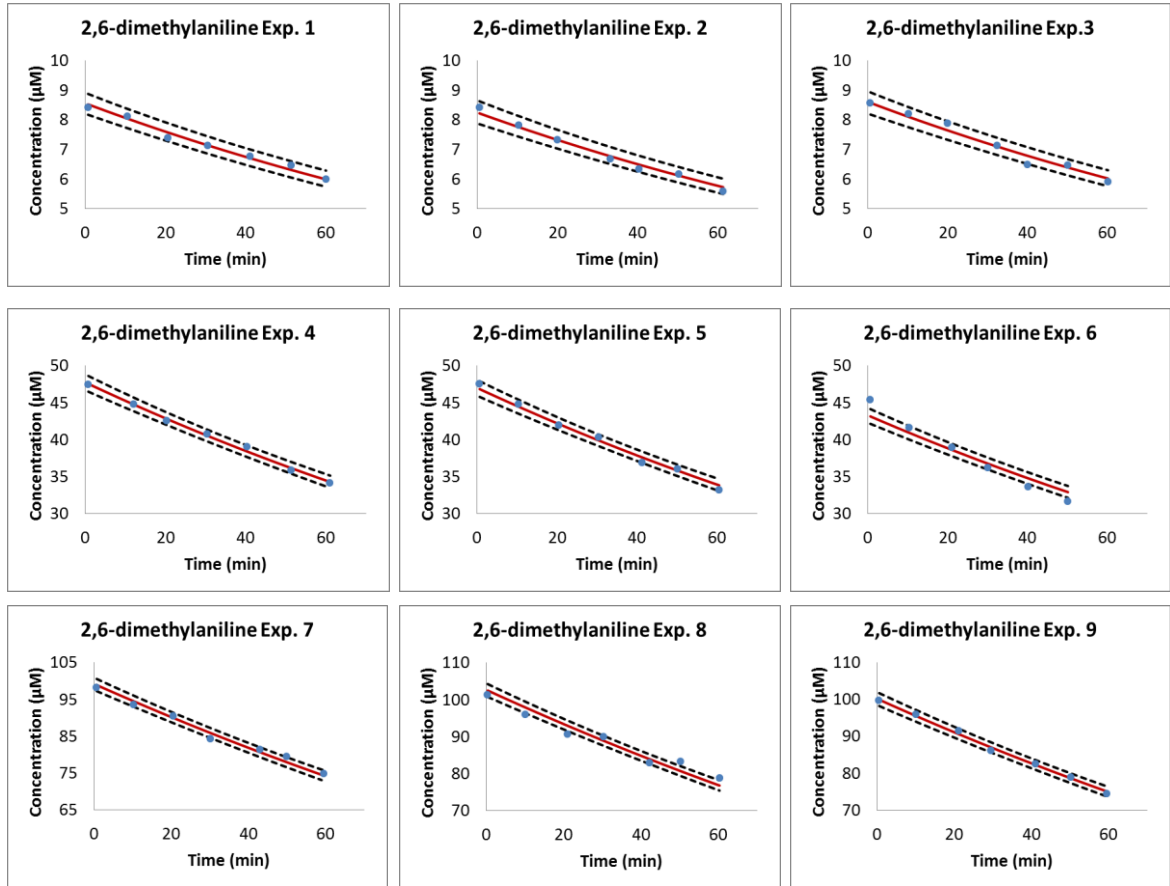 2,6-dimethylaniline Exp. 1
Concentration (µM)
10
9
8
7
6
5
0 20 40 60
Time (min)
2,6-dimethylaniline Exp. 2
Concentration (µM)
10
9
8
7
6
5
0 20 40 60
Time (min)
2,6-dimethylaniline Exp.3
Concentration (µM)
10
9
8
7
6
5
0 20 40 60
Time (min)
2,6-dimethylaniline Exp. 4
Concentration (µM)
50
45
40
35
30
0 20 40 60
Time (min)
2,6-dimethylaniline Exp. 5
Concentration (µM)
50
45
40
35
30
0 20 40 60
Time (min)
2,6-dimethylaniline Exp. 6
Concentration (µM)
50
45
40
35
30
0 20 40 60
Time (min)
2,6-dimethylaniline Exp. 7
Concentration (µM)
105
95
85
75
65
0 20 40 60
Time (min)
2,6-dimethylaniline Exp. 8
Concentration (µM)
110
100
90
80
70
0 20 40 60
Time (min)
2,6-dimethylaniline Exp. 9
Concentration (µM)
110
100
90
80
70
0 20 40 60
Time (min)